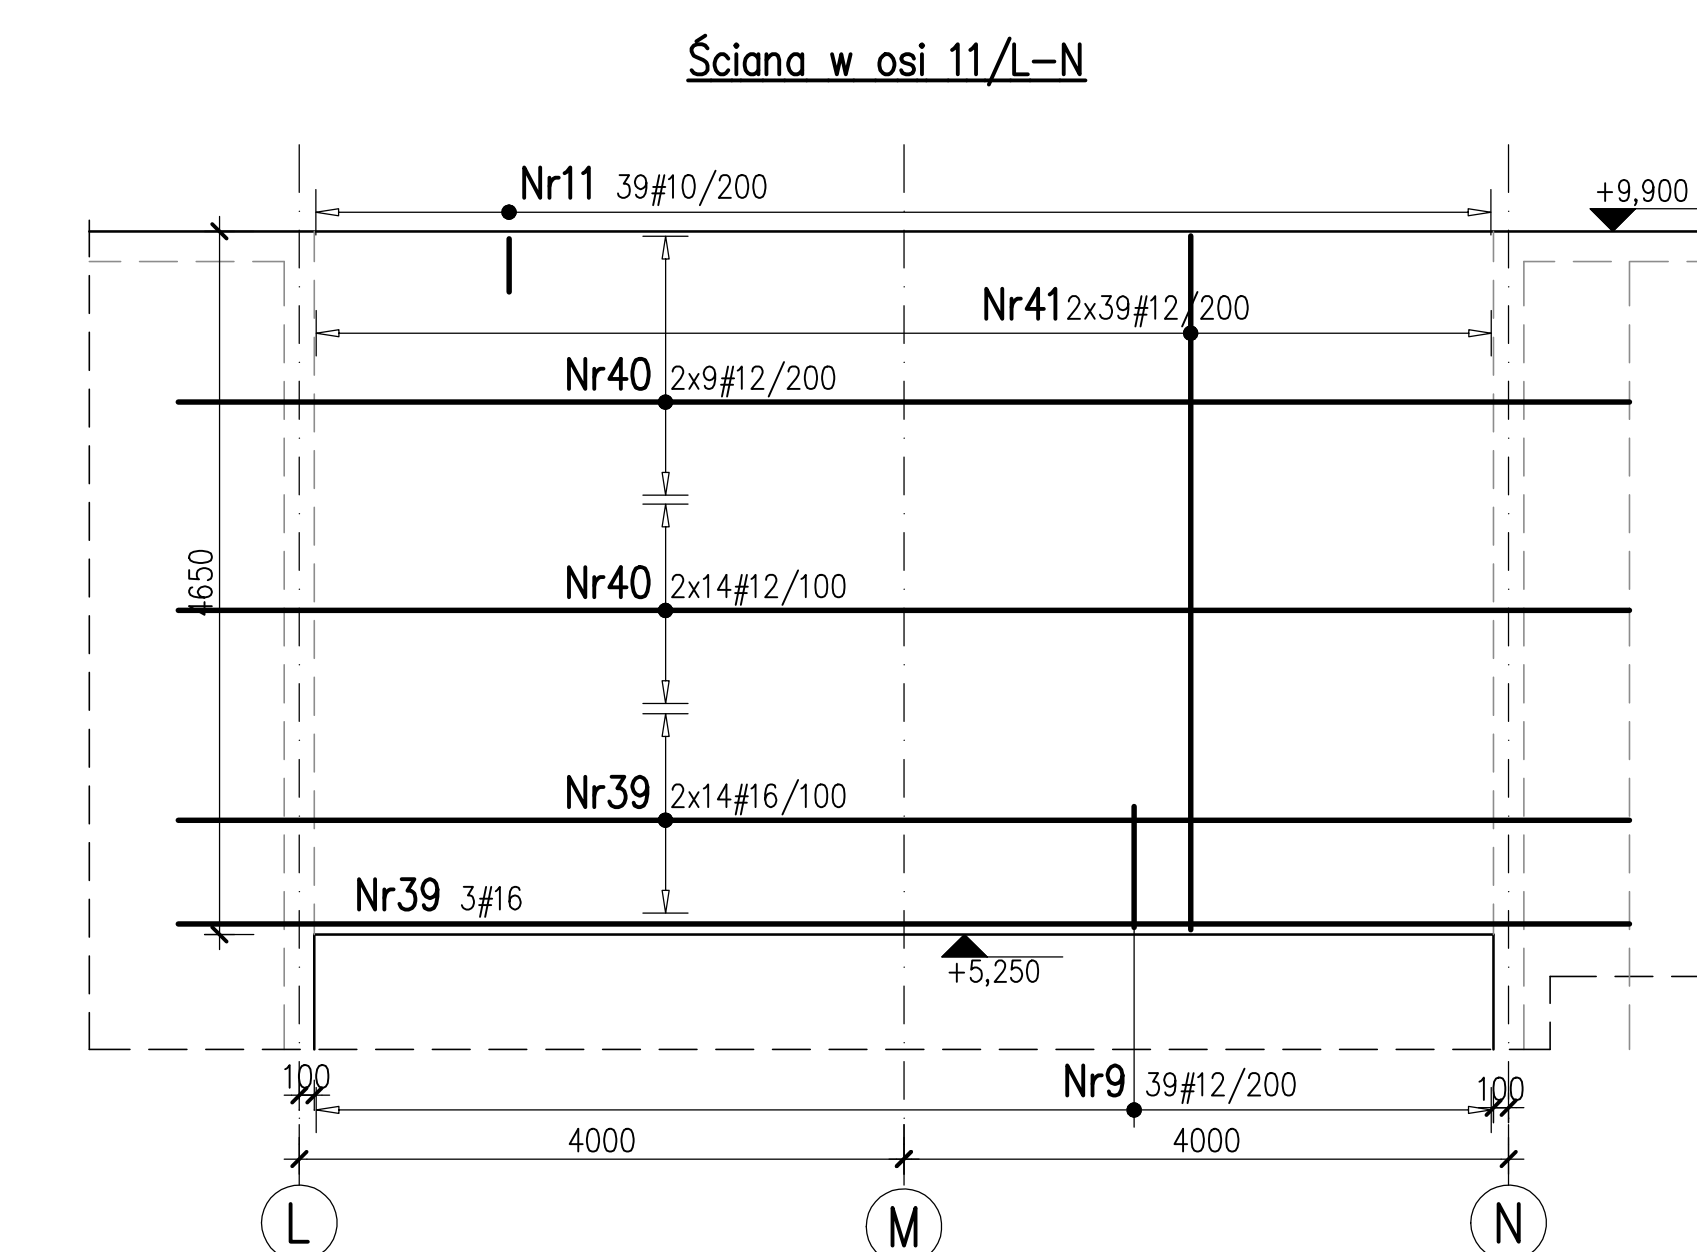 Ściana w osi 11/L-N
Nr11 39#10/200
+9,900
Nr41 2x39#12/200
Nr40 2x9#12/200
4650
Nr40 2x14#12/100
Nr39 2x14#16/100
Nr39 3#16
+5,250
100
Nr9 39#12/200
100
4000
4000
L
M
N